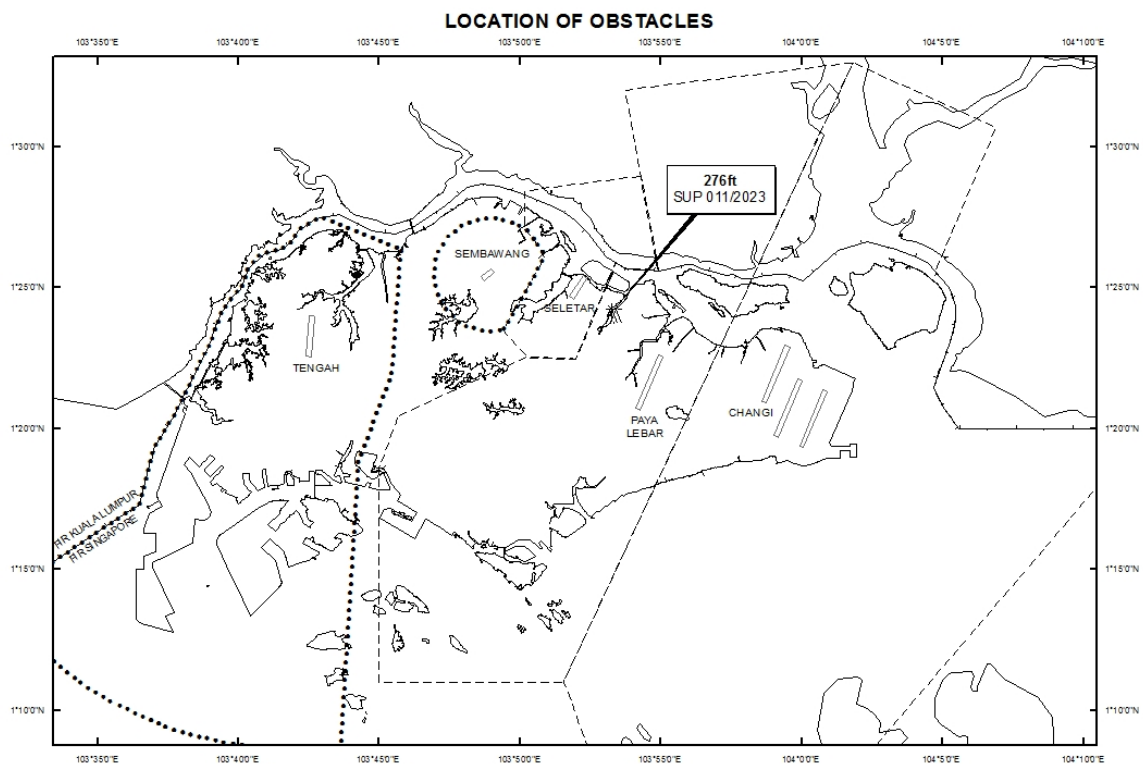 LOCATION OF OBSTACLES
103°35'0"E
103°40'0"E
103°45'0"E
103°50'0"E
103°55'0"E
104°0'0"E
104°5'0"E
104°10'0"E
1°30'0"N
1°30'0"N
276ft
SUP 011/2023
SEMBAWANG
1°25'0"N
1°25'0"N
SELETAR
TENGAH
CHANGI
PAYA
LEBAR
1°20'0"N
1°20'0"N
FIR KUALA LUMPUR
FIR SINGAPORE
1°15'0"N
1°15'0"N
1°10'0"N
1°10'0"N
103°35'0"E
103°40'0"E
103°45'0"E
103°50'0"E
103°55'0"E
104°0'0"E
104°5'0"E
104°10'0"E